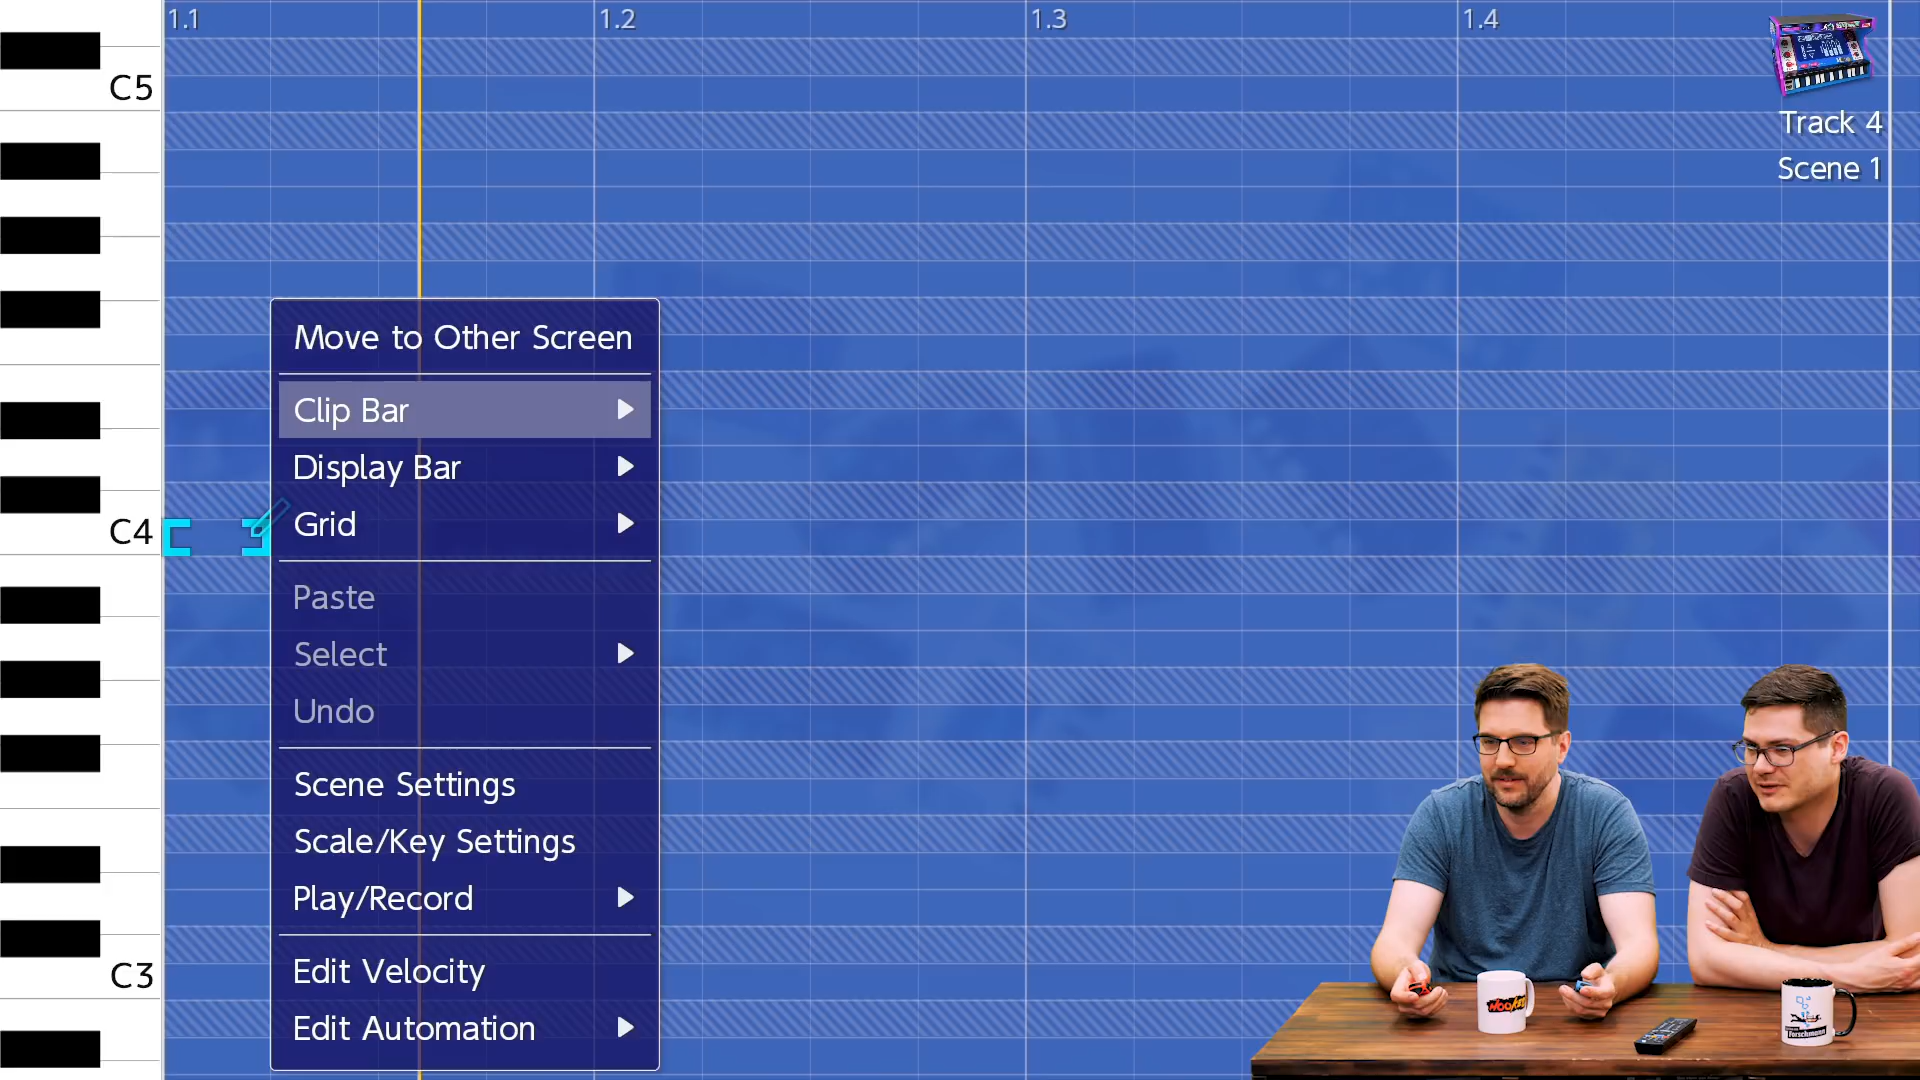 1.1 1.2 1.3 1.4
C5
Track 4
Scene 1
Move to Other Screen
Clip Bar
Display Bar
C4
Grid
Paste
Select
Undo
Scene Settings
Scale/Key Settings
Play/Record
C3
Edit Velocity
Edit Automation
Forschmann